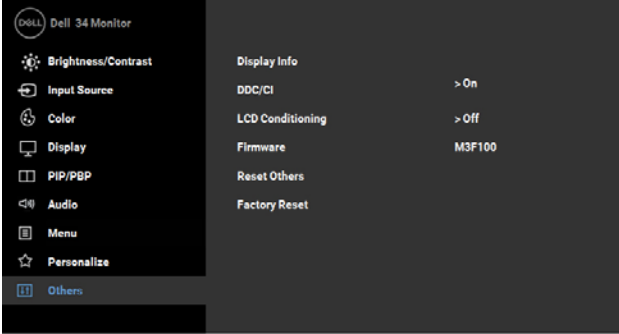 DELL Dell 34 Monitor
Brightness/Contrast
Input Source
Color
Display
PIP/PBP
Audio
Menu
Personalize
Others
Display Info
DDC/CI > On
LCD Conditioning > Off
Firmware M3F100
Reset Others
Factory Reset